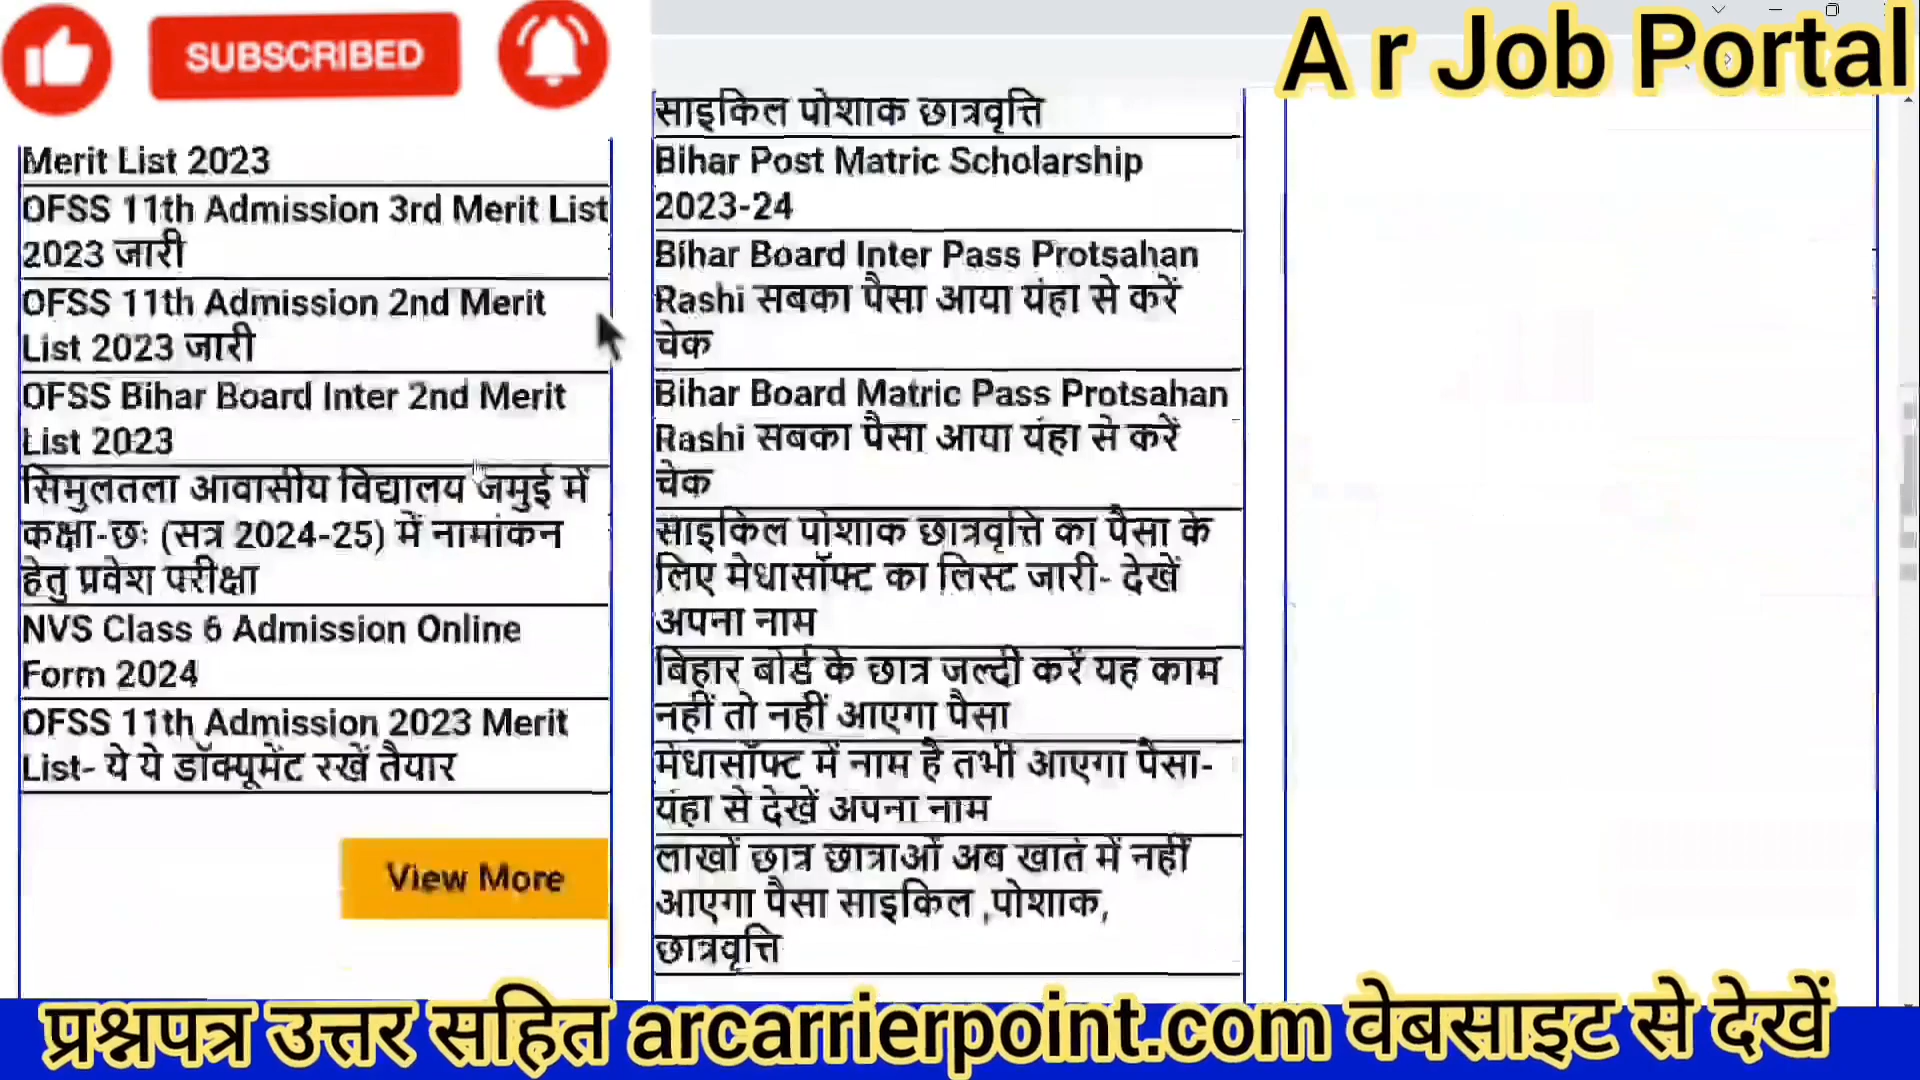 SUBSCRIBED
A r Job Portal
Merit List 2023
OFSS 11th Admission 3rd Merit List
2023 जारी
OFSS 11th Admission 2nd Merit
List 2023 जारी
OFSS Bihar Board Inter 2nd Merit
List 2023
सिमुलतला आवासीय विद्यालय जमुई में
कक्षा-छः (सत्र 2024-25) में नामांकन
हेतु प्रवेश परीक्षा
NVS Class 6 Admission Online
Form 2024
OFSS 11th Admission 2023 Merit
List- ये ये डॉक्यूमेंट रखें तैयार
View More
साइकिल पोशाक छात्रवृत्ति
Bihar Post Matric Scholarship
2023-24
Bihar Board Inter Pass Protsahan
Rashi सबका पैसा आया यंहा से करें
चेक
Bihar Board Matric Pass Protsahan
Rashi सबका पैसा आया यंहा से करें
चेक
साइकिल पोशाक छात्रवृत्ति का पैसा के
लिए मेधासॉफ्ट का लिस्ट जारी- देखें
अपना नाम
बिहार बोर्ड के छात्र जल्दी करें यह काम
नहीं तो नहीं आएगा पैसा
मेधासॉफ्ट में नाम है तभी आएगा पैसा-
यंहा से देखें अपना नाम
लाखों छात्र छात्राओं अब खाते में नहीं
आएगा पैसा साइकिल ,पोशाक,
छात्रवृत्ति
प्रश्नपत्र उत्तर सहित arcarrierpoint.com वेबसाइट से देखें